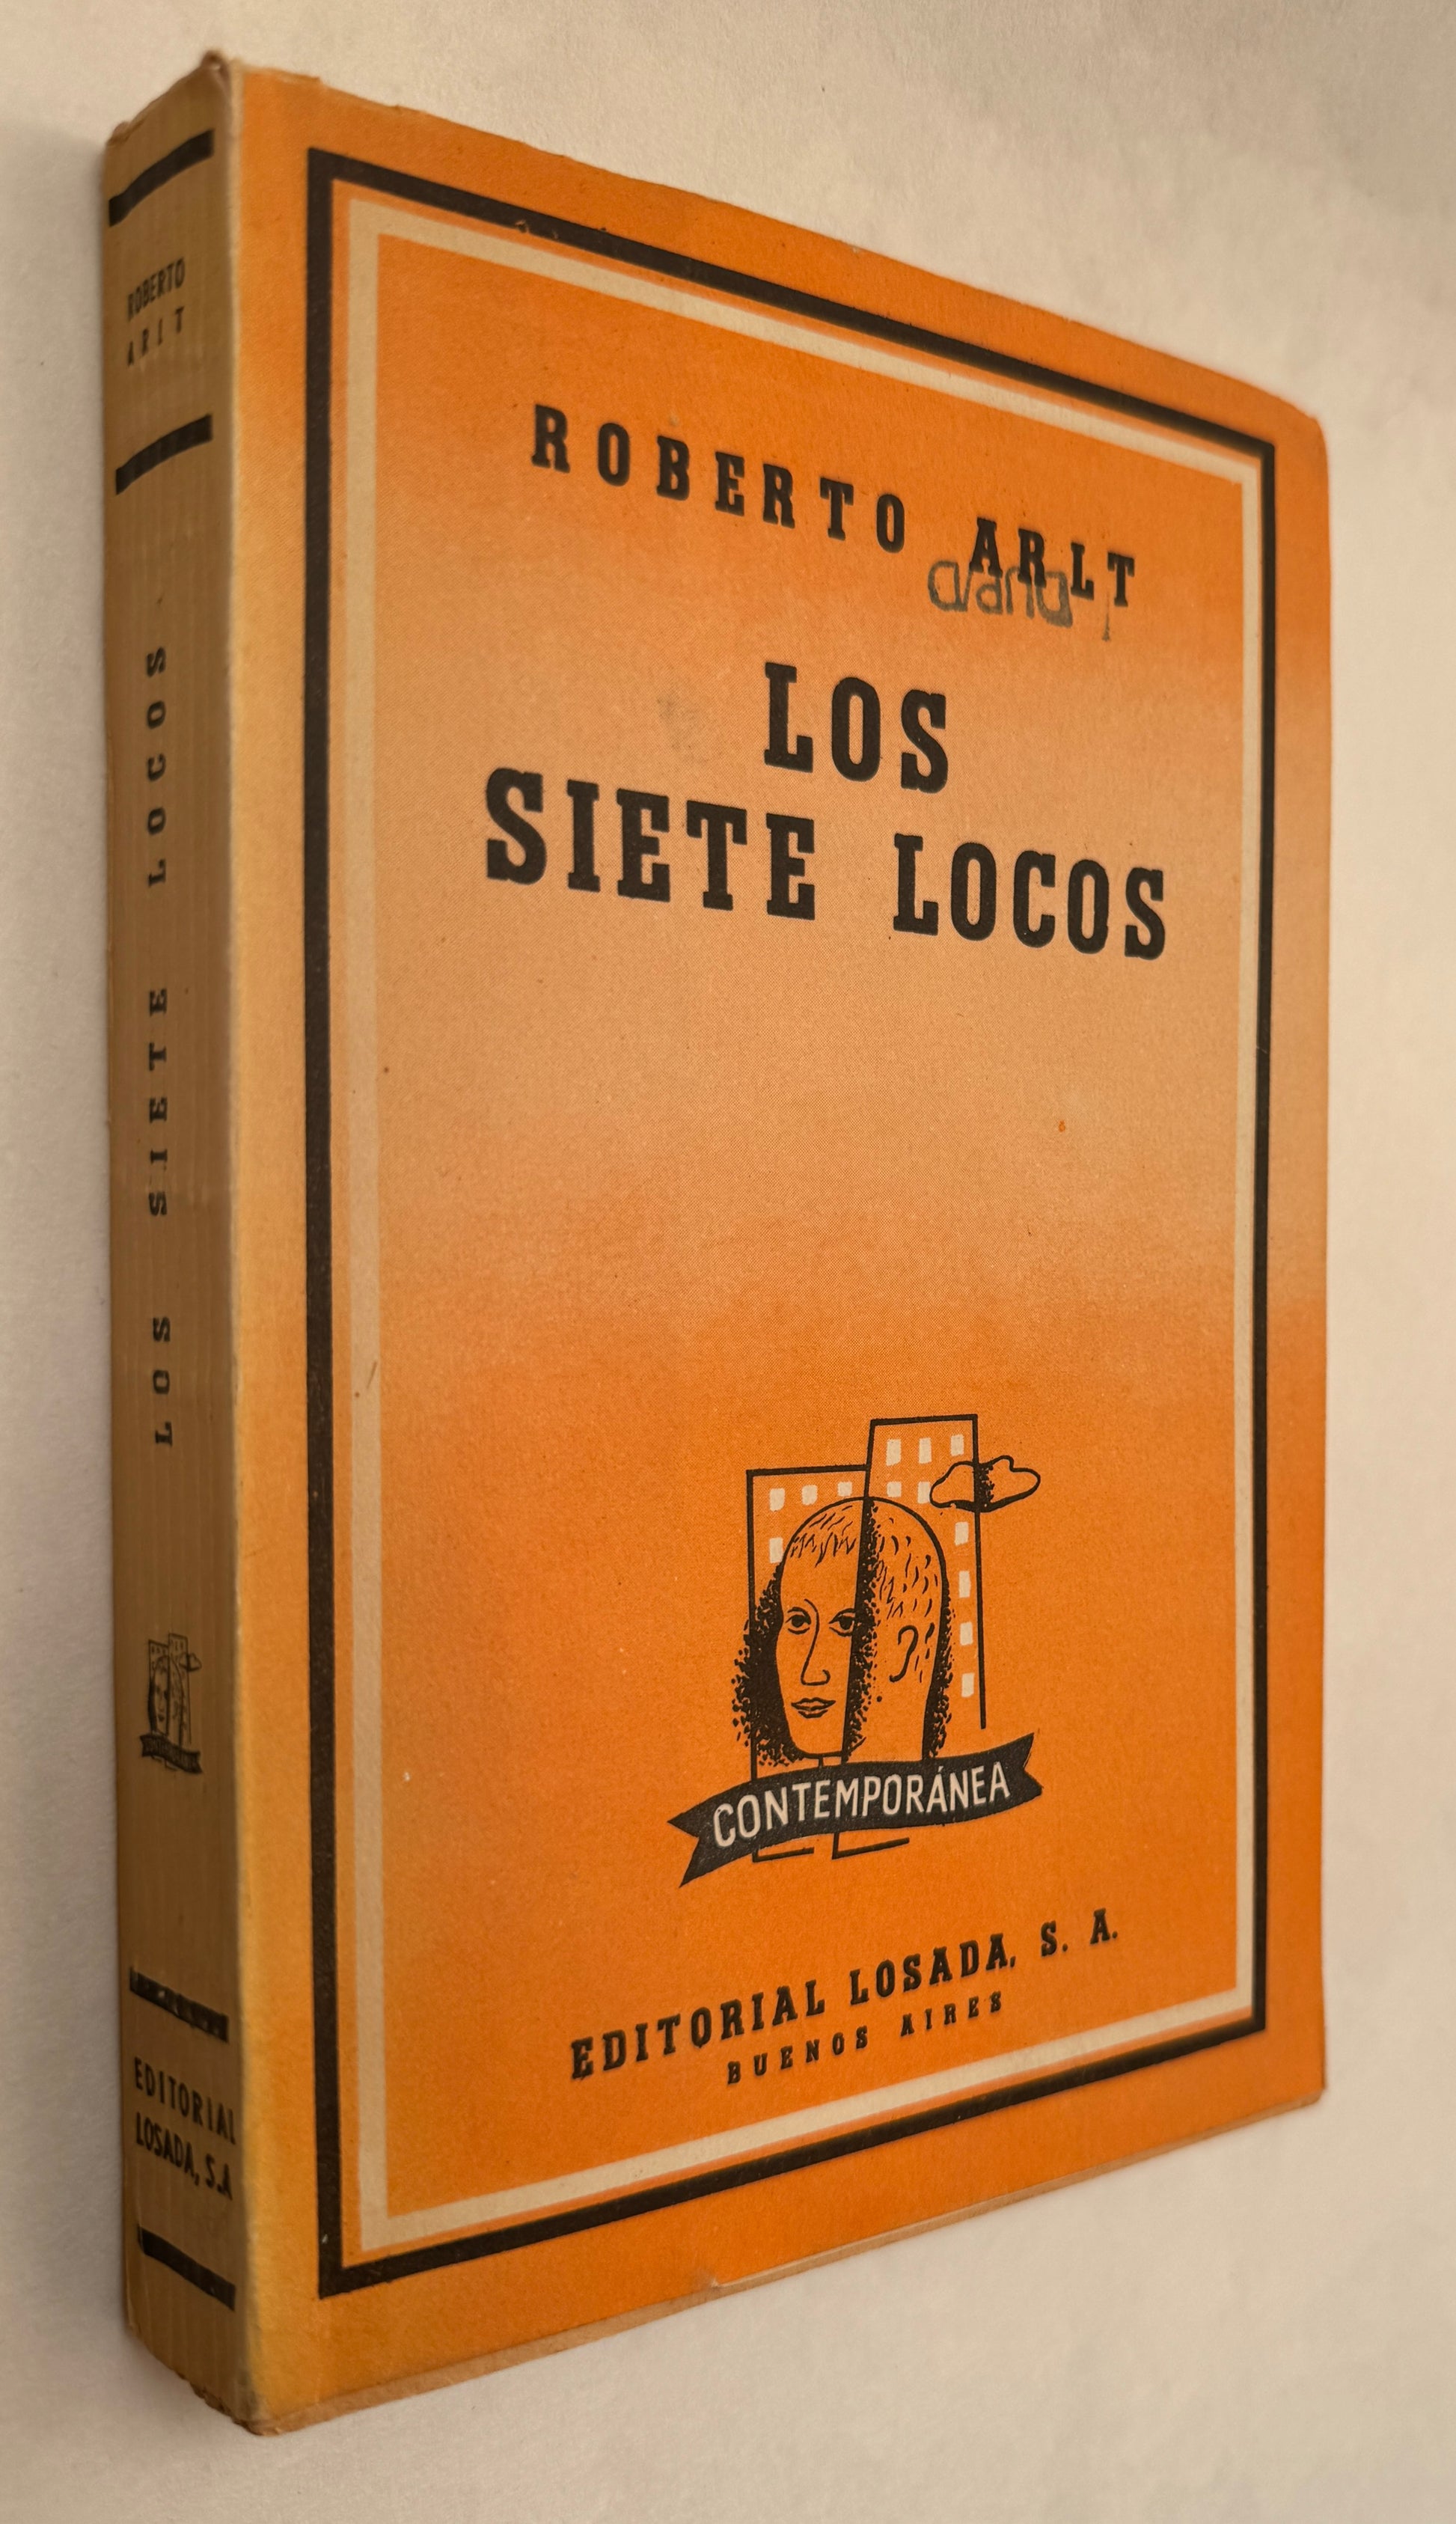 ROBERTO
ARLT
LOS SIETE LOCOS
EDITORIAL
LOSADA, S.A
ROBERTO ARLT
LOS
SIETE LOCOS
CONTEMPORÁNEA
EDITORIAL LOSADA, S. A.
BUENOS AIRES